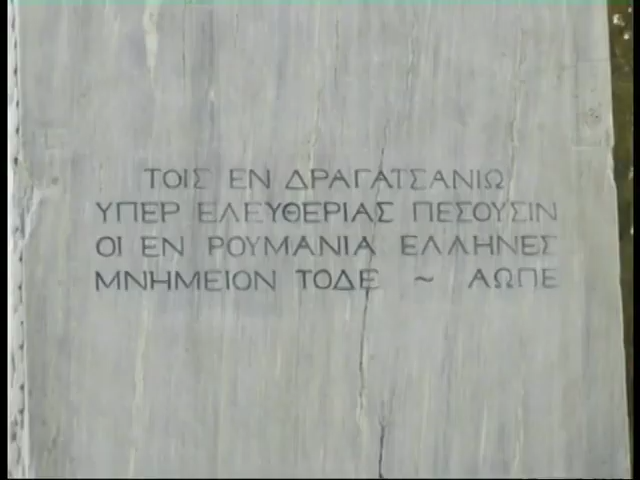 ΤΟΙΣ ΕΝ ΔΡΑΓΑΤΣΑΝΙΩ
ΥΠΕΡ ΕΛΕΥΘΕΡΙΑΣ ΠΕΣΟΥΣΙΝ
ΟΙ ΕΝ ΡΟΥΜΑΝΙΑ ΕΛΛΗΝΕΣ
ΜΝΗΜΕΙΟΝ ΤΟΔΕ ~ ΑΩΠΕ